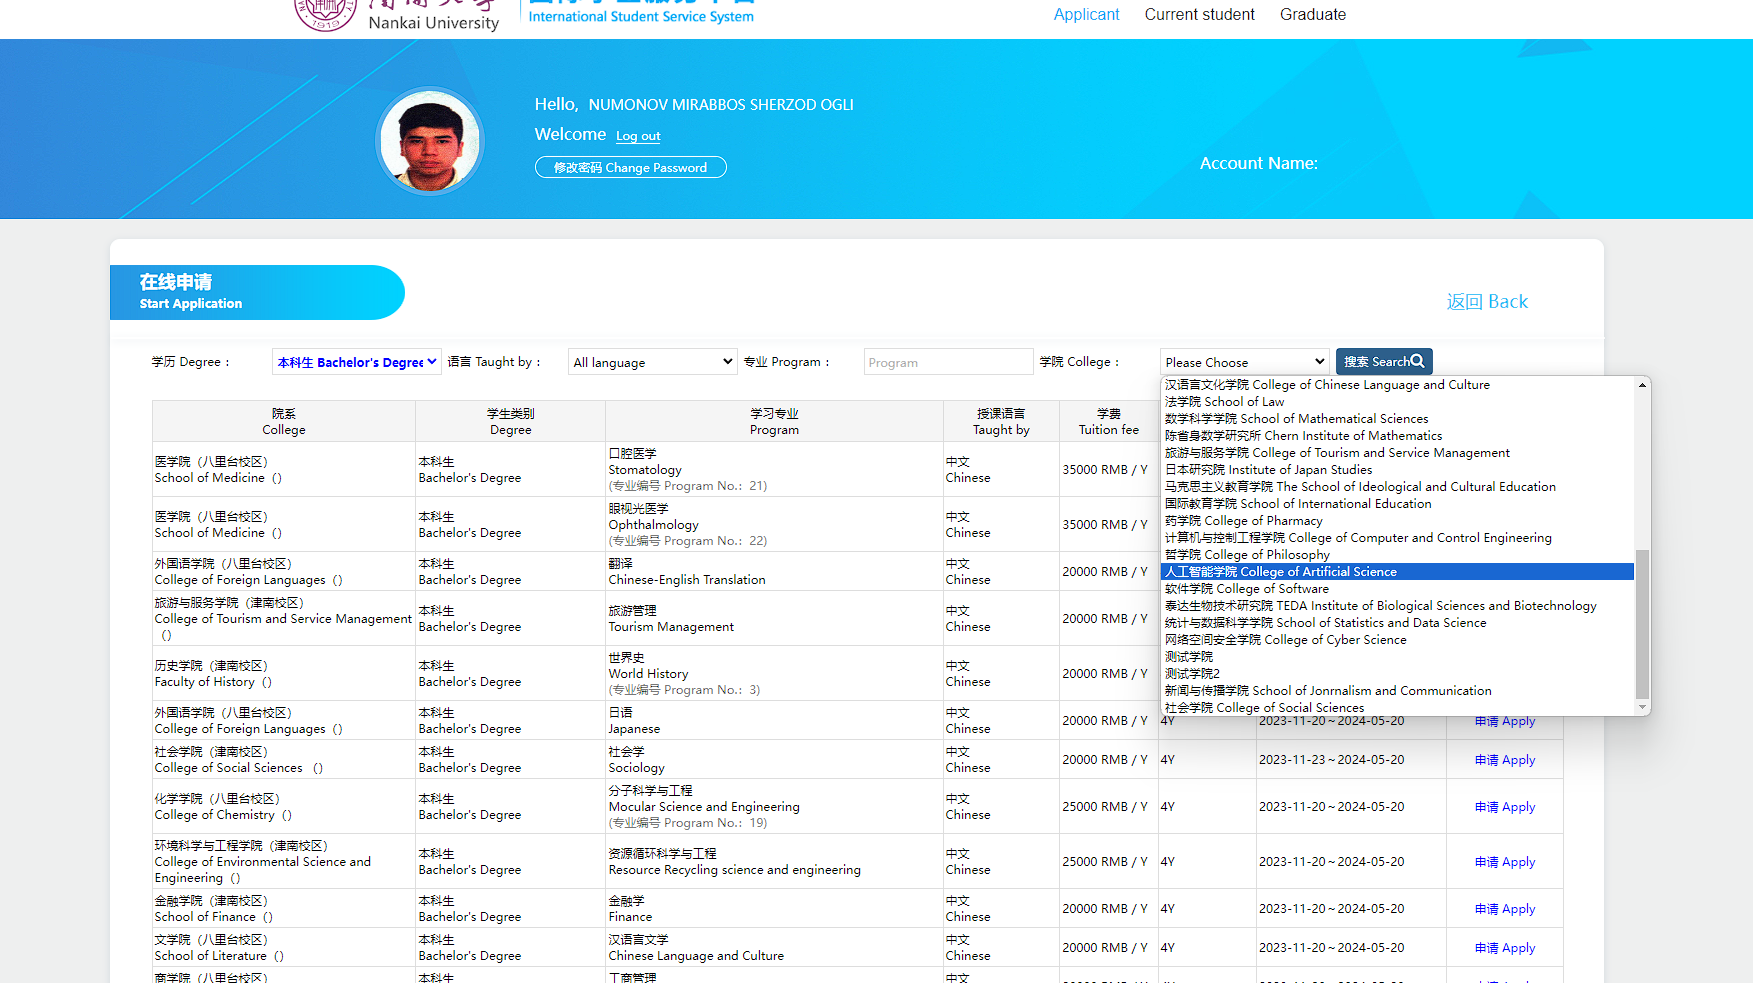 Nankai University
International Student Service System
Applicant Current student Graduate
1919
Hello, NUMONOV MIRABBOS SHERZOD OGLI
Welcome Log out
修改密码 Change Password
Account Name:
在线申请
Start Application
返回 Back
学历 Degree： 本科生 Bachelor's Degree 语言 Taught by： All language 专业 Program： Program 学院 College： Please Choose 搜索 Search
汉语言文化学院 College of Chinese Language and Culture
法学院 School of Law
数学科学学院 School of Mathematical Sciences
陈省身数学研究所 Chern Institute of Mathematics
旅游与服务学院 College of Tourism and Service Management
日本研究院 Institute of Japan Studies
马克思主义教育学院 The School of Ideological and Cultural Education
国际教育学院 School of International Education
药学院 College of Pharmacy
计算机与控制工程学院 College of Computer and Control Engineering
哲学院 College of Philosophy
人工智能学院 College of Artificial Science
软件学院 College of Software
泰达生物技术研究院 TEDA Institute of Biological Sciences and Biotechnology
统计与数据科学学院 School of Statistics and Data Science
网络空间安全学院 College of Cyber Science
测试学院
测试学院2
新闻与传播学院 School of Jonrnalism and Communication
社会学院 College of Social Sciences
院系 学生类别 学习专业 授课语言 学费
College Degree Program Taught by Tuition fee
医学院（八里台校区） 本科生 口腔医学 中文
School of Medicine（） Bachelor's Degree Stomatology Chinese 35000 RMB / Y
(专业编号 Program No.：21)
医学院（八里台校区） 本科生 眼视光医学 中文
School of Medicine（） Bachelor's Degree Ophthalmology Chinese 35000 RMB / Y
(专业编号 Program No.：22)
外国语学院（八里台校区） 本科生 翻译 中文
College of Foreign Languages（） Bachelor's Degree Chinese-English Translation Chinese 20000 RMB / Y
旅游与服务学院（津南校区） 本科生 旅游管理 中文
College of Tourism and Service Management（） Bachelor's Degree Tourism Management Chinese 20000 RMB / Y
历史学院（津南校区） 本科生 世界史 中文
Faculty of History（） Bachelor's Degree World History Chinese 20000 RMB / Y
(专业编号 Program No.：3)
外国语学院（八里台校区） 本科生 日语 中文
College of Foreign Languages（） Bachelor's Degree Japanese Chinese 20000 RMB / Y 4Y 2023-11-20～2024-05-20 申请 Apply
社会学院（津南校区） 本科生 社会学 中文
College of Social Sciences （） Bachelor's Degree Sociology Chinese 20000 RMB / Y 4Y 2023-11-23～2024-05-20 申请 Apply
化学学院（八里台校区） 本科生 分子科学与工程 中文
College of Chemistry（） Bachelor's Degree Mocular Science and Engineering Chinese 25000 RMB / Y 4Y 2023-11-20～2024-05-20 申请 Apply
(专业编号 Program No.：19)
环境科学与工程学院（津南校区） 本科生 资源循环科学与工程 中文
College of Environmental Science and Engineering（） Bachelor's Degree Resource Recycling science and engineering Chinese 25000 RMB / Y 4Y 2023-11-20～2024-05-20 申请 Apply
金融学院（津南校区） 本科生 金融学 中文
School of Finance（） Bachelor's Degree Finance Chinese 20000 RMB / Y 4Y 2023-11-20～2024-05-20 申请 Apply
文学院（八里台校区） 本科生 汉语言文学 中文
School of Literature（） Bachelor's Degree Chinese Language and Culture Chinese 20000 RMB / Y 4Y 2023-11-20～2024-05-20 申请 Apply
商学院（八里台校区） 本科生 工商管理 中文